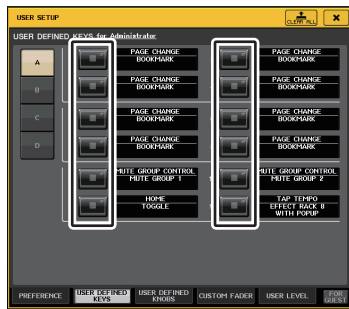 USER SETUP
CLEAR ALL
USER DEFINED KEYS for Administrator
A
B
C
D
PAGE CHANGE
BOOKMARK
PAGE CHANGE
BOOKMARK
PAGE CHANGE
BOOKMARK
PAGE CHANGE
BOOKMARK
PAGE CHANGE
BOOKMARK
PAGE CHANGE
BOOKMARK
PAGE CHANGE
BOOKMARK
PAGE CHANGE
BOOKMARK
MUTE GROUP CONTROL
MUTE GROUP 1
MUTE GROUP CONTROL
MUTE GROUP 2
HOME
TOGGLE
TAP TEMPO
EFFECT RACK 8
WITH POPUP
PREFERENCE
USER DEFINED
KEYS
USER DEFINED
KNOBS
CUSTOM FADER
USER LEVEL
FOR
GUEST